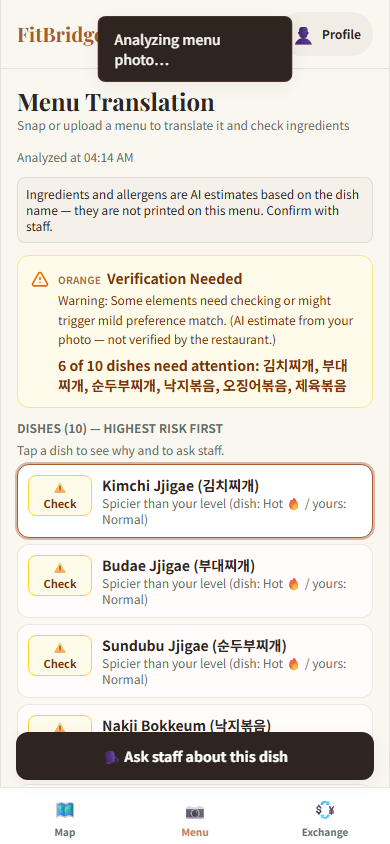 FitBridge
Analyzing menu
photo…
Profile
Menu Translation
Snap or upload a menu to translate it and check ingredients
Analyzed at 04:14 AM
Ingredients and allergens are AI estimates based on the dish
name — they are not printed on this menu. Confirm with
staff.
ORANGE Verification Needed
Warning: Some elements need checking or might
trigger mild preference match. (AI estimate from your
photo — not verified by the restaurant.)
6 of 10 dishes need attention: 김치찌개, 부대
찌개, 순두부찌개, 낙지볶음, 오징어볶음, 제육볶음
DISHES (10) — HIGHEST RISK FIRST
Tap a dish to see why and to ask staff.
Check
Kimchi Jjigae (김치찌개)
Spicier than your level (dish: Hot 🔥 / yours:
Normal)
Check
Budae Jjigae (부대찌개)
Spicier than your level (dish: Hot 🔥 / yours:
Normal)
Check
Sundubu Jjigae (순두부찌개)
Spicier than your level (dish: Hot 🔥 / yours:
Normal)
Check
Nakji Bokkeum (낙지볶음)
Ask staff about this dish
Map
Menu
Exchange